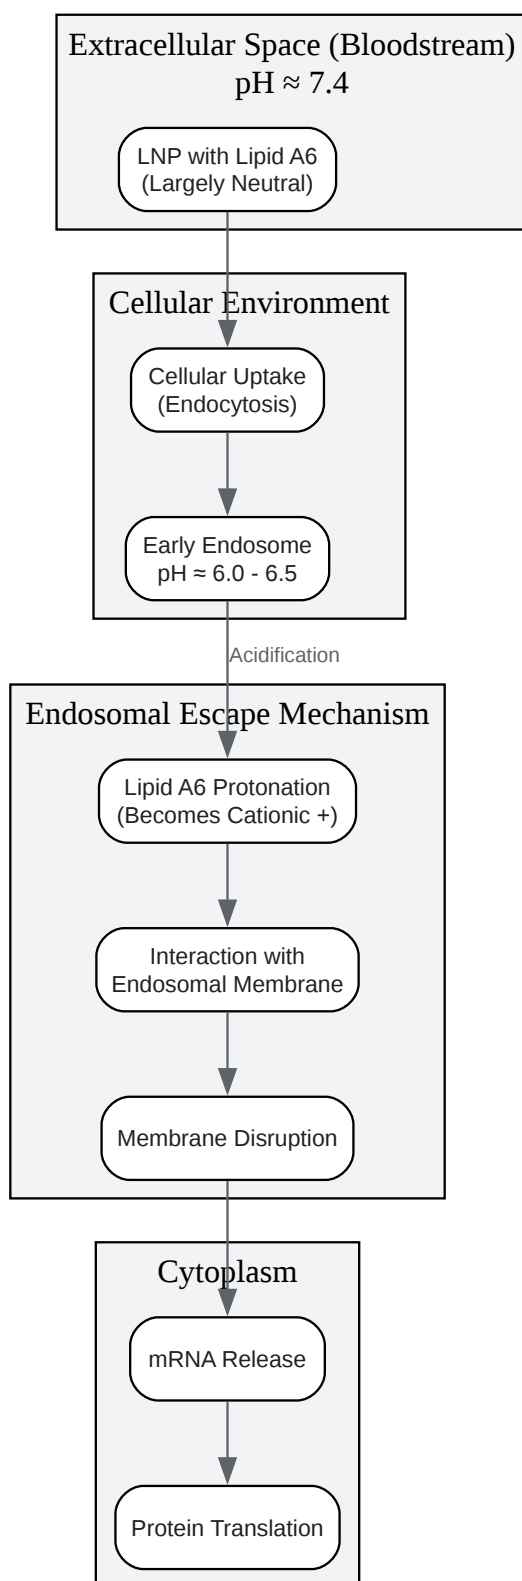 Extracellular Space (Bloodstream)
pH ≈ 7.4
LNP with Lipid A6
(Largely Neutral)
Cellular Environment
Cellular Uptake
(Endocytosis)
Early Endosome
pH ≈ 6.0 - 6.5
Acidification
Endosomal Escape Mechanism
Lipid A6 Protonation
(Becomes Cationic +)
Interaction with
Endosomal Membrane
Membrane Disruption
Cytoplasm
mRNA Release
Protein Translation